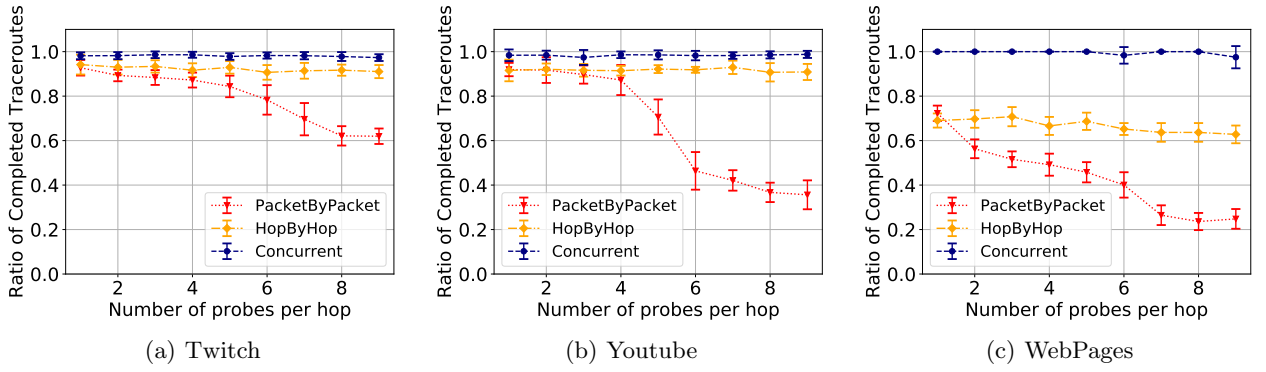 Ratio of Completed Traceroutes
1.0
0.8
0.6
0.4
0.2
0.0
PacketByPacket
HopByHop
Concurrent
2 4 6 8
Number of probes per hop
(a) Twitch
Ratio of Completed Traceroutes
1.0
0.8
0.6
0.4
0.2
0.0
PacketByPacket
HopByHop
Concurrent
2 4 6 8
Number of probes per hop
(b) Youtube
Ratio of Completed Traceroutes
1.0
0.8
0.6
0.4
0.2
0.0
PacketByPacket
HopByHop
Concurrent
2 4 6 8
Number of probes per hop
(c) WebPages